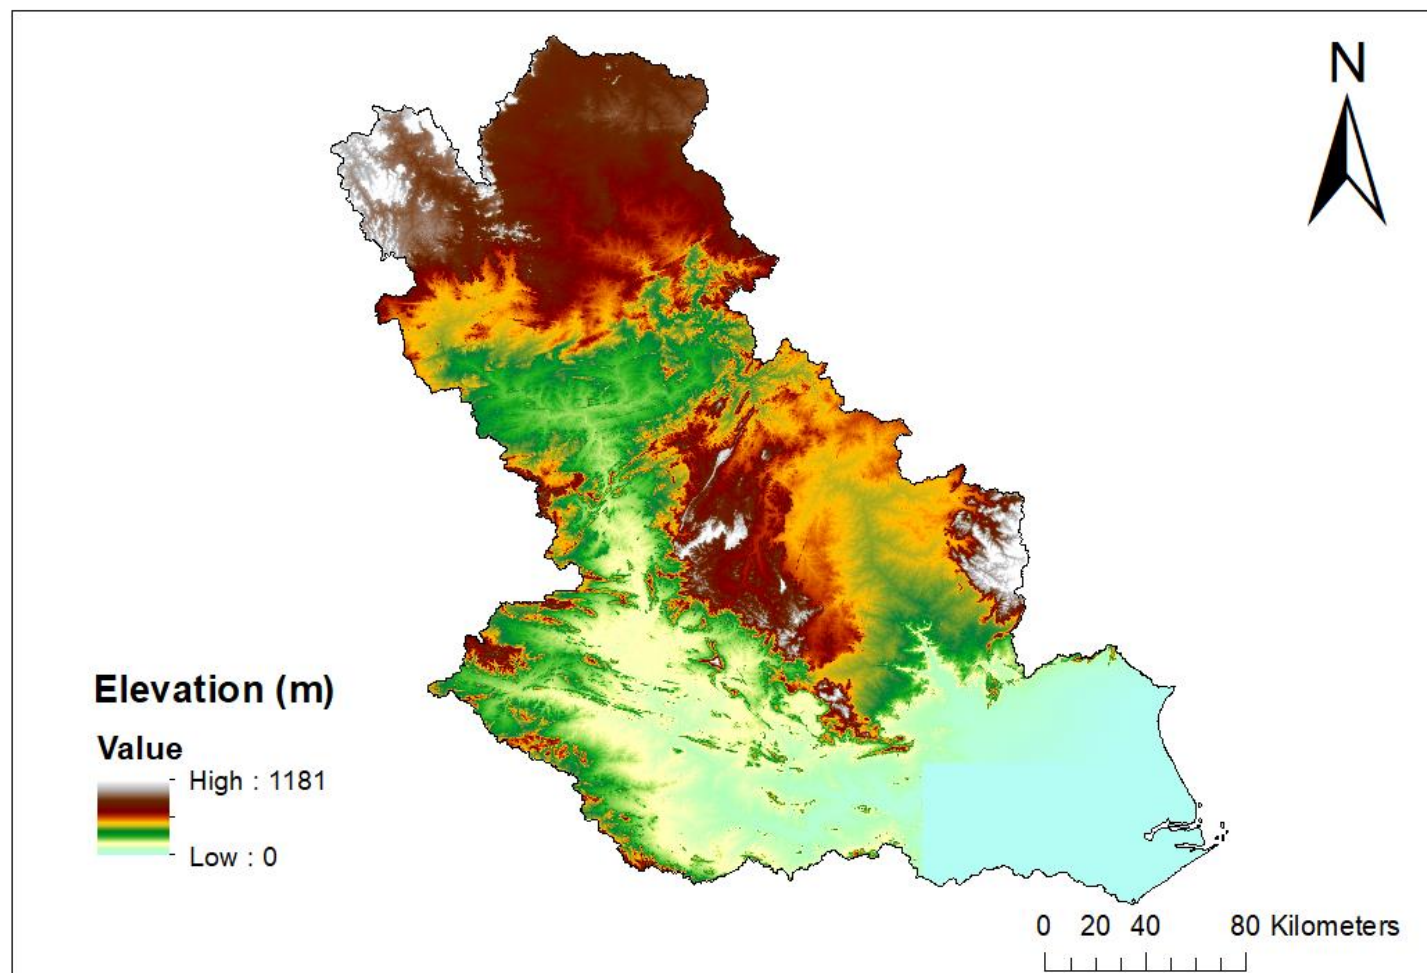 N
Elevation (m)
Value
High : 1181
Low : 0
0 20 40 80 Kilometers